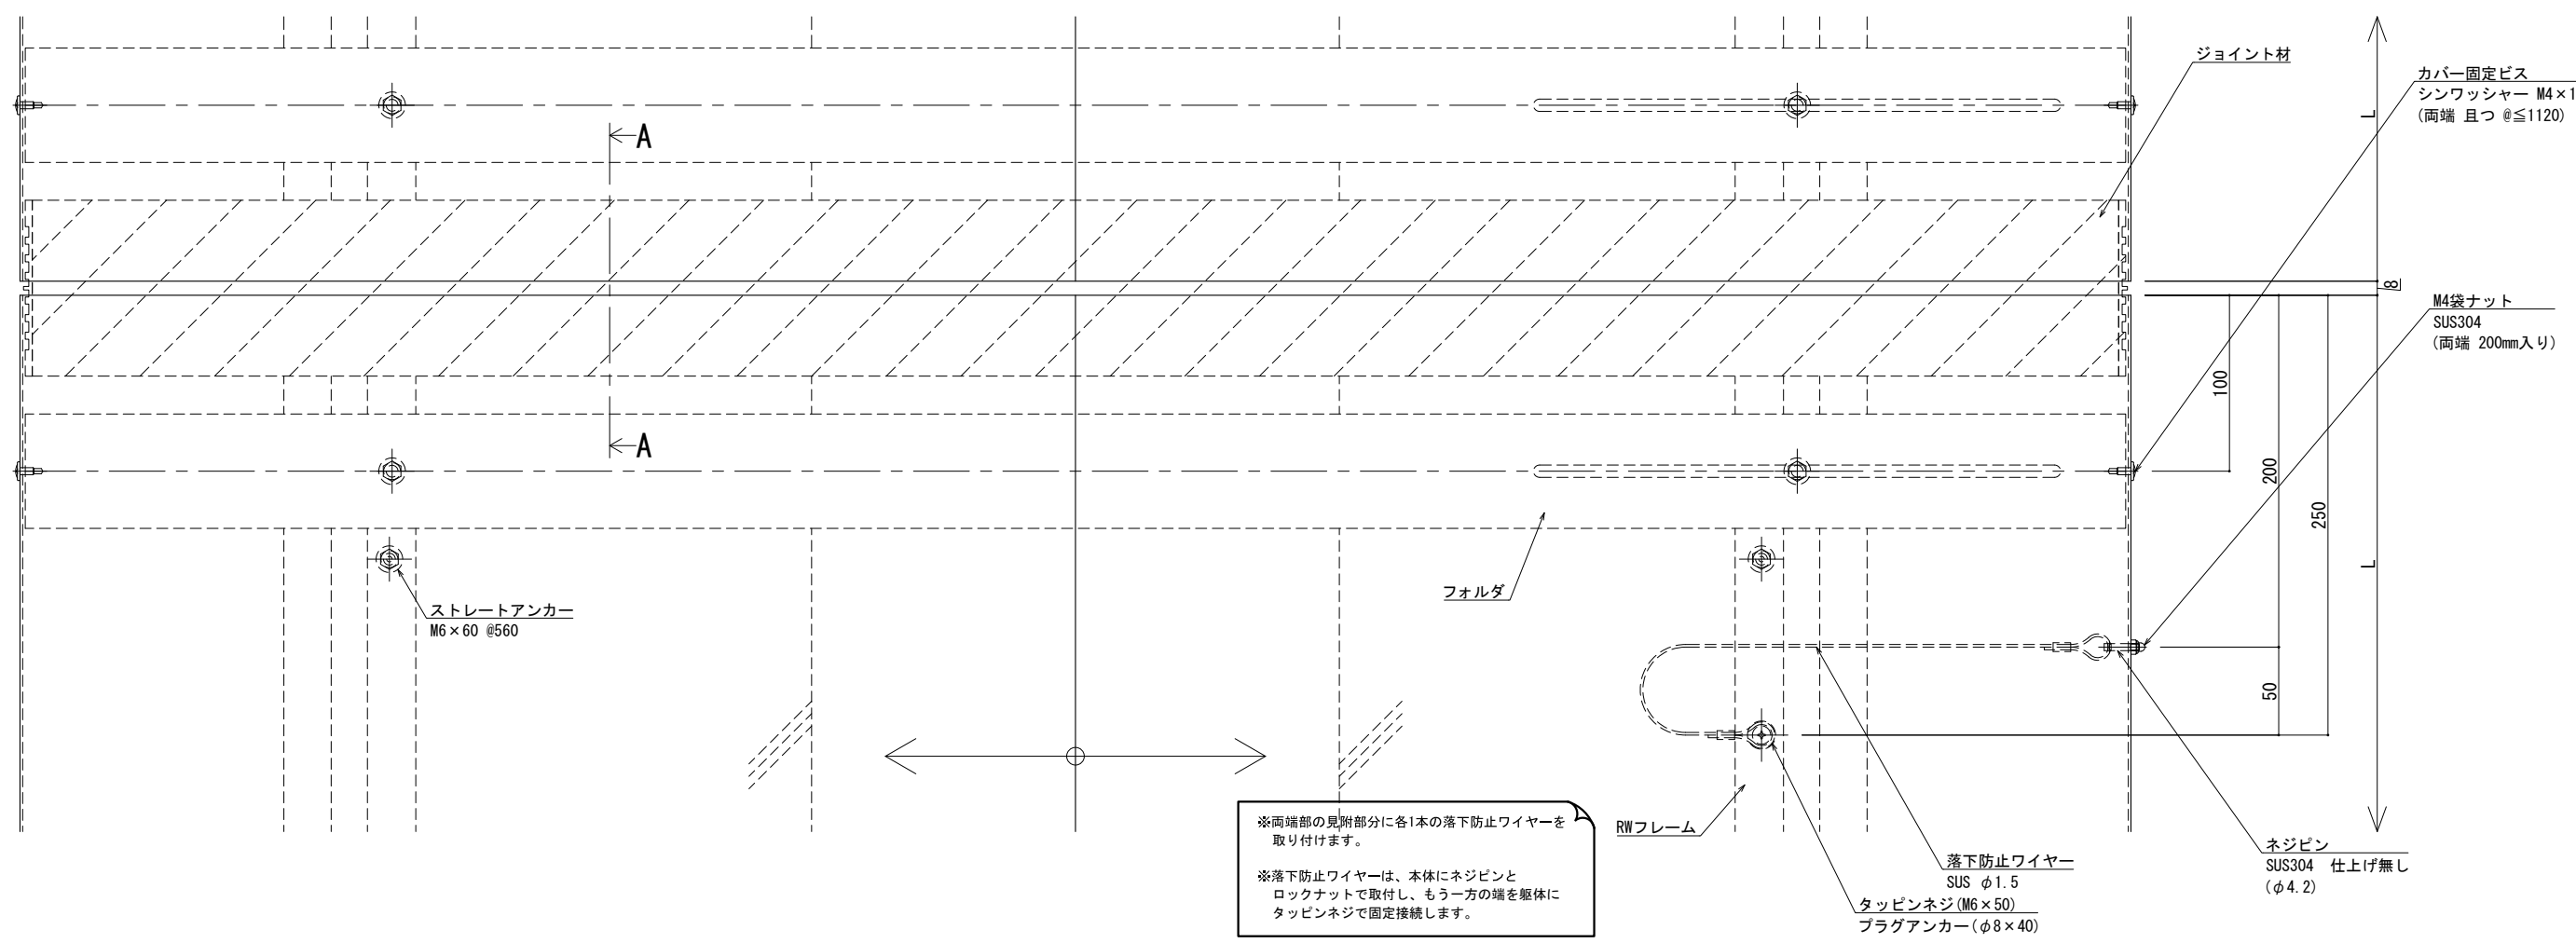 ジョイント材
カバー固定ビス
シンワッシャー M4×1
(両端 且つ @≦1120)
L
A
8
M4袋ナット
SUS304
(両端 200mm入り)
100
A
200
250
L
フォルダ
ストレートアンカー
M6×60 @560
50
※両端部の見附部分に各1本の落下防止ワイヤーを
取り付けます。
※落下防止ワイヤーは、本体にネジピンと
ロックナットで取付し、もう一方の端を躯体に
タッピンネジで固定接続します。
RWフレーム
落下防止ワイヤー
SUS φ1.5
タッピンネジ(M6×50)
プラグアンカー(φ8×40)
ネジピン
SUS304 仕上げ無し
(φ4.2)